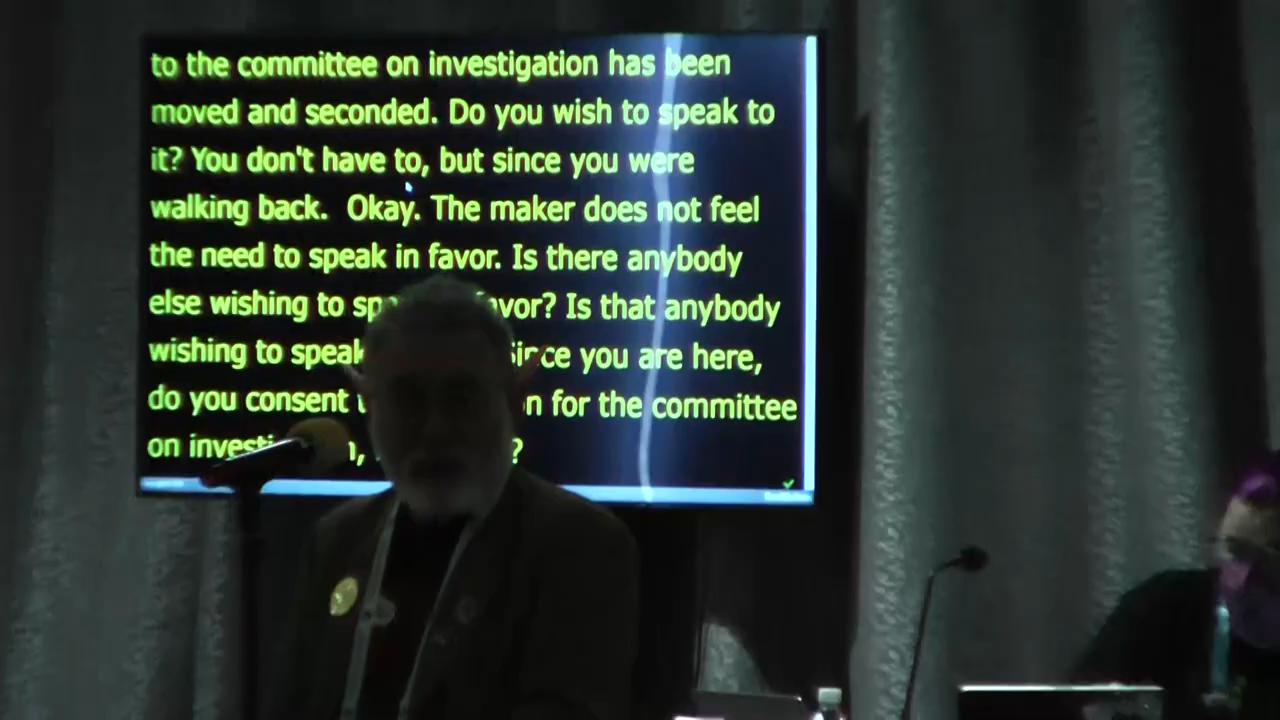 to the committee on investigation has been
moved and seconded. Do you wish to speak to
it? You don't have to, but since you were
walking back. Okay. The maker does not feel
the need to speak in favor. Is there anybody
else wishing to favor? Is that anybody
wishing to speak Since you are here,
do you consent for the committee
on ?